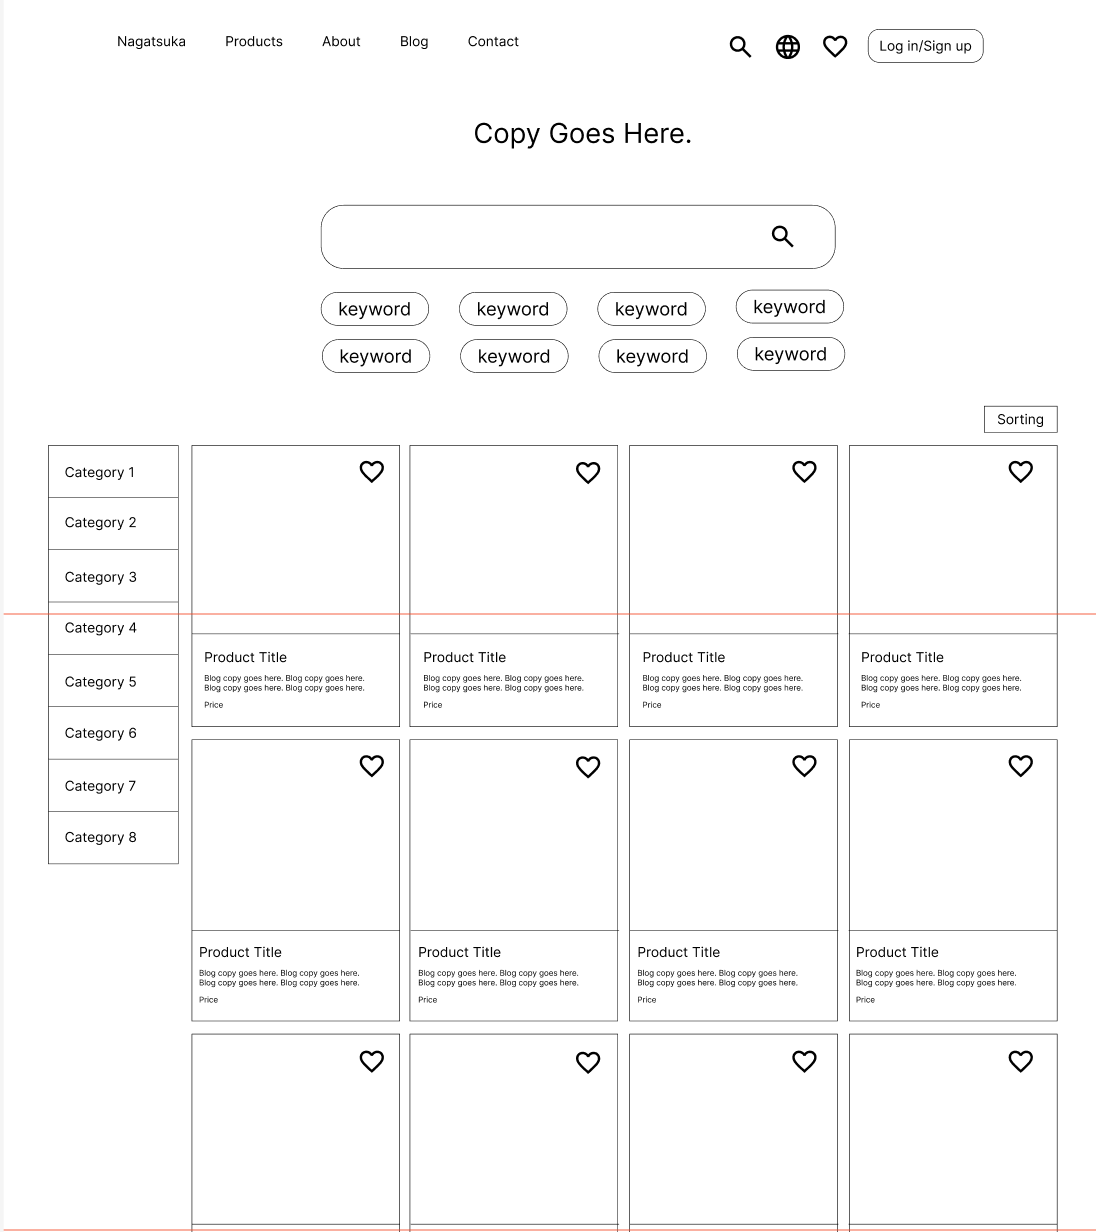 Nagatsuka Products About Blog Contact Log in/Sign up
Copy Goes Here.
keyword keyword keyword keyword
keyword keyword keyword keyword
Sorting
Category 1
Category 2
Category 3
Category 4
Category 5
Category 6
Category 7
Category 8
Product Title
Blog copy goes here. Blog copy goes here.
Blog copy goes here. Blog copy goes here.
Price
Product Title
Blog copy goes here. Blog copy goes here.
Blog copy goes here. Blog copy goes here.
Price
Product Title
Blog copy goes here. Blog copy goes here.
Blog copy goes here. Blog copy goes here.
Price
Product Title
Blog copy goes here. Blog copy goes here.
Blog copy goes here. Blog copy goes here.
Price
Product Title
Blog copy goes here. Blog copy goes here.
Blog copy goes here. Blog copy goes here.
Price
Product Title
Blog copy goes here. Blog copy goes here.
Blog copy goes here. Blog copy goes here.
Price
Product Title
Blog copy goes here. Blog copy goes here.
Blog copy goes here. Blog copy goes here.
Price
Product Title
Blog copy goes here. Blog copy goes here.
Blog copy goes here. Blog copy goes here.
Price